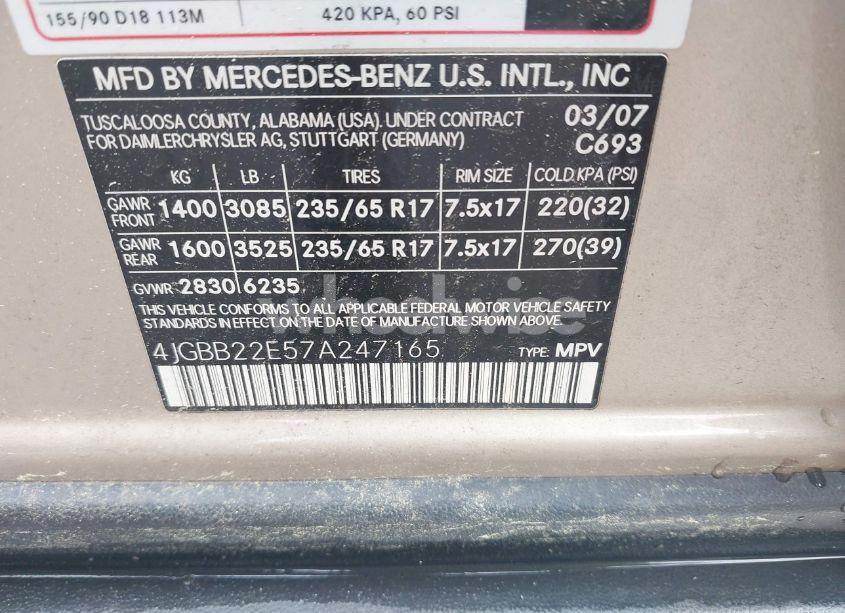 155/90 D18 113M 420 KPA, 60 PSI
MFD BY MERCEDES-BENZ U.S. INTL., INC
TUSCALOOSA COUNTY, ALABAMA (USA). UNDER CONTRACT 03/07
FOR DAIMLERCHRYSLER AG, STUTTGART (GERMANY) C693
KG LB TIRES RIM SIZE COLD.KPA (PSI)
GAWR FRONT 1400 3085 235/65 R17 7.5x17 220(32)
GAWR REAR 1600 3525 235/65 R17 7.5x17 270(39)
GVWR 2830 6235
THIS VEHICLE CONFORMS TO ALL APPLICABLE FEDERAL MOTOR VEHICLE SAFETY
STANDARDS IN EFFECT ON THE DATE OF MANUFACTURE SHOWN ABOVE.
4JGBB22E57A247165 TYPE: MPV